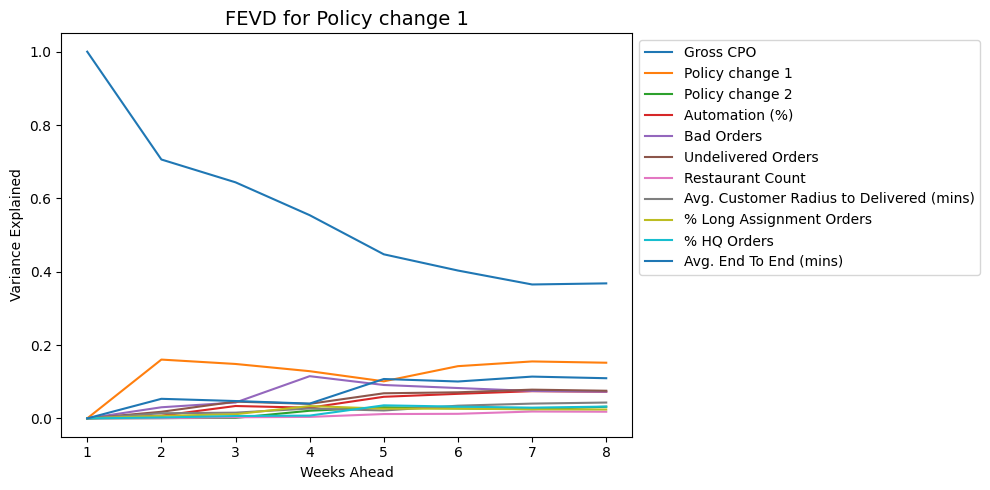 FEVD for Policy change 1
Variance Explained
1.0
0.8
0.6
0.4
0.2
0.0
1 2 3 4 5 6 7 8
Weeks Ahead
Gross CPO
Policy change 1
Policy change 2
Automation (%)
Bad Orders
Undelivered Orders
Restaurant Count
Avg. Customer Radius to Delivered (mins)
% Long Assignment Orders
% HQ Orders
Avg. End To End (mins)